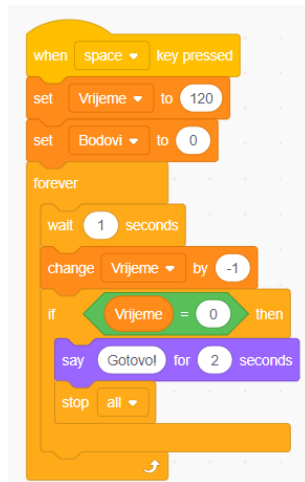 when space key pressed
set Vrijeme to 120
set Bodovi to 0
forever
wait 1 seconds
change Vrijeme by -1
if Vrijeme = 0 then
say Gotovo! for 2 seconds
stop all